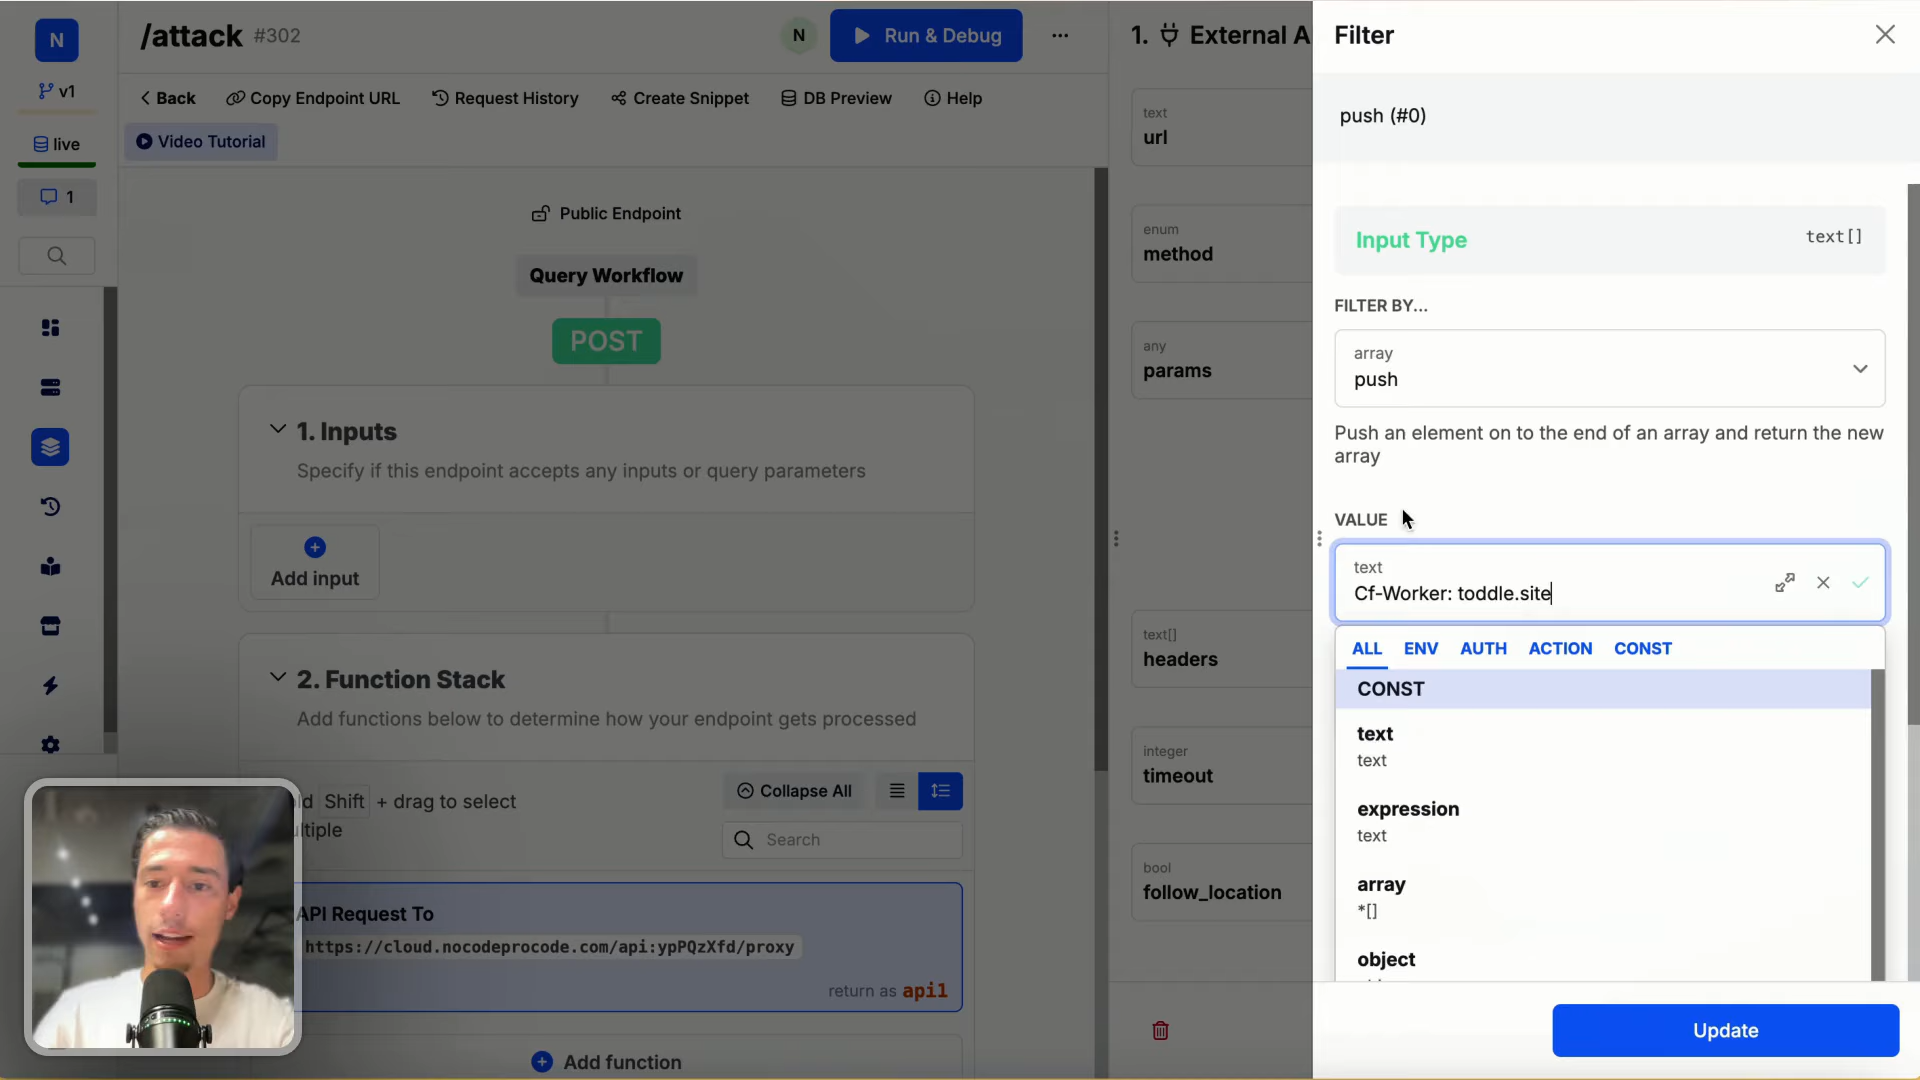 N
v1
live
1
/attack #302
N
Run & Debug
Back
Copy Endpoint URL
Request History
Create Snippet
DB Preview
Help
Video Tutorial
Public Endpoint
Query Workflow
POST
1. Inputs
Specify if this endpoint accepts any inputs or query parameters
Add input
2. Function Stack
Add functions below to determine how your endpoint gets processed
Shift + drag to select
Collapse All
Search
API Request To
https://cloud.nocodeprocode.com/api:ypPQzXfd/proxy
return as api1
Add function
1. External A
text
url
enum
method
any
params
text[]
headers
integer
timeout
bool
follow_location
Filter
push (#0)
Input Type
text[]
FILTER BY...
array
push
Push an element on to the end of an array and return the new
array
VALUE
text
Cf-Worker: toddle.site
ALL ENV AUTH ACTION CONST
CONST
text
text
expression
text
array
*[]
object
Update